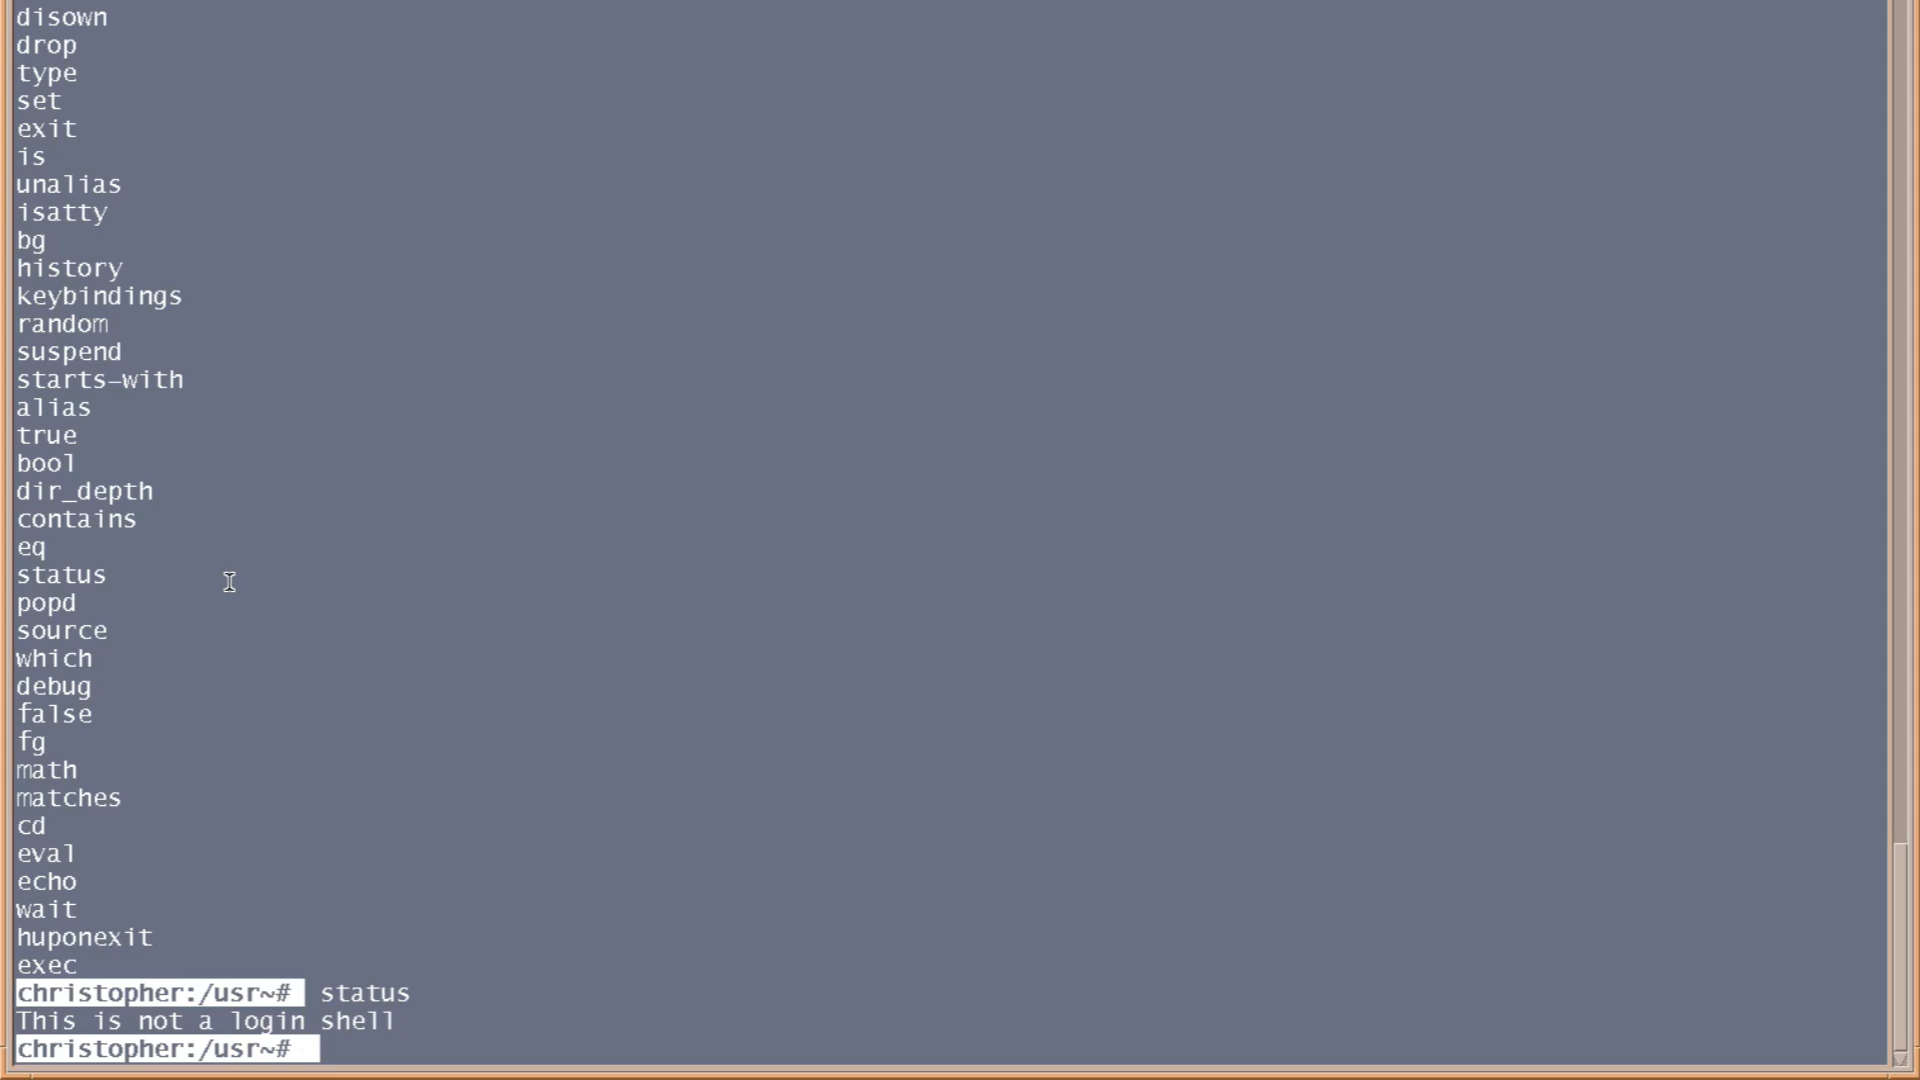 disown
drop
type
set
exit
is
unalias
isatty
bg
history
keybindings
random
suspend
starts-with
alias
true
bool
dir_depth
contains
eq
status
popd
source
which
debug
false
fg
math
matches
cd
eval
echo
wait
huponexit
exec
christopher:/usr~# status
This is not a login shell
christopher:/usr~#